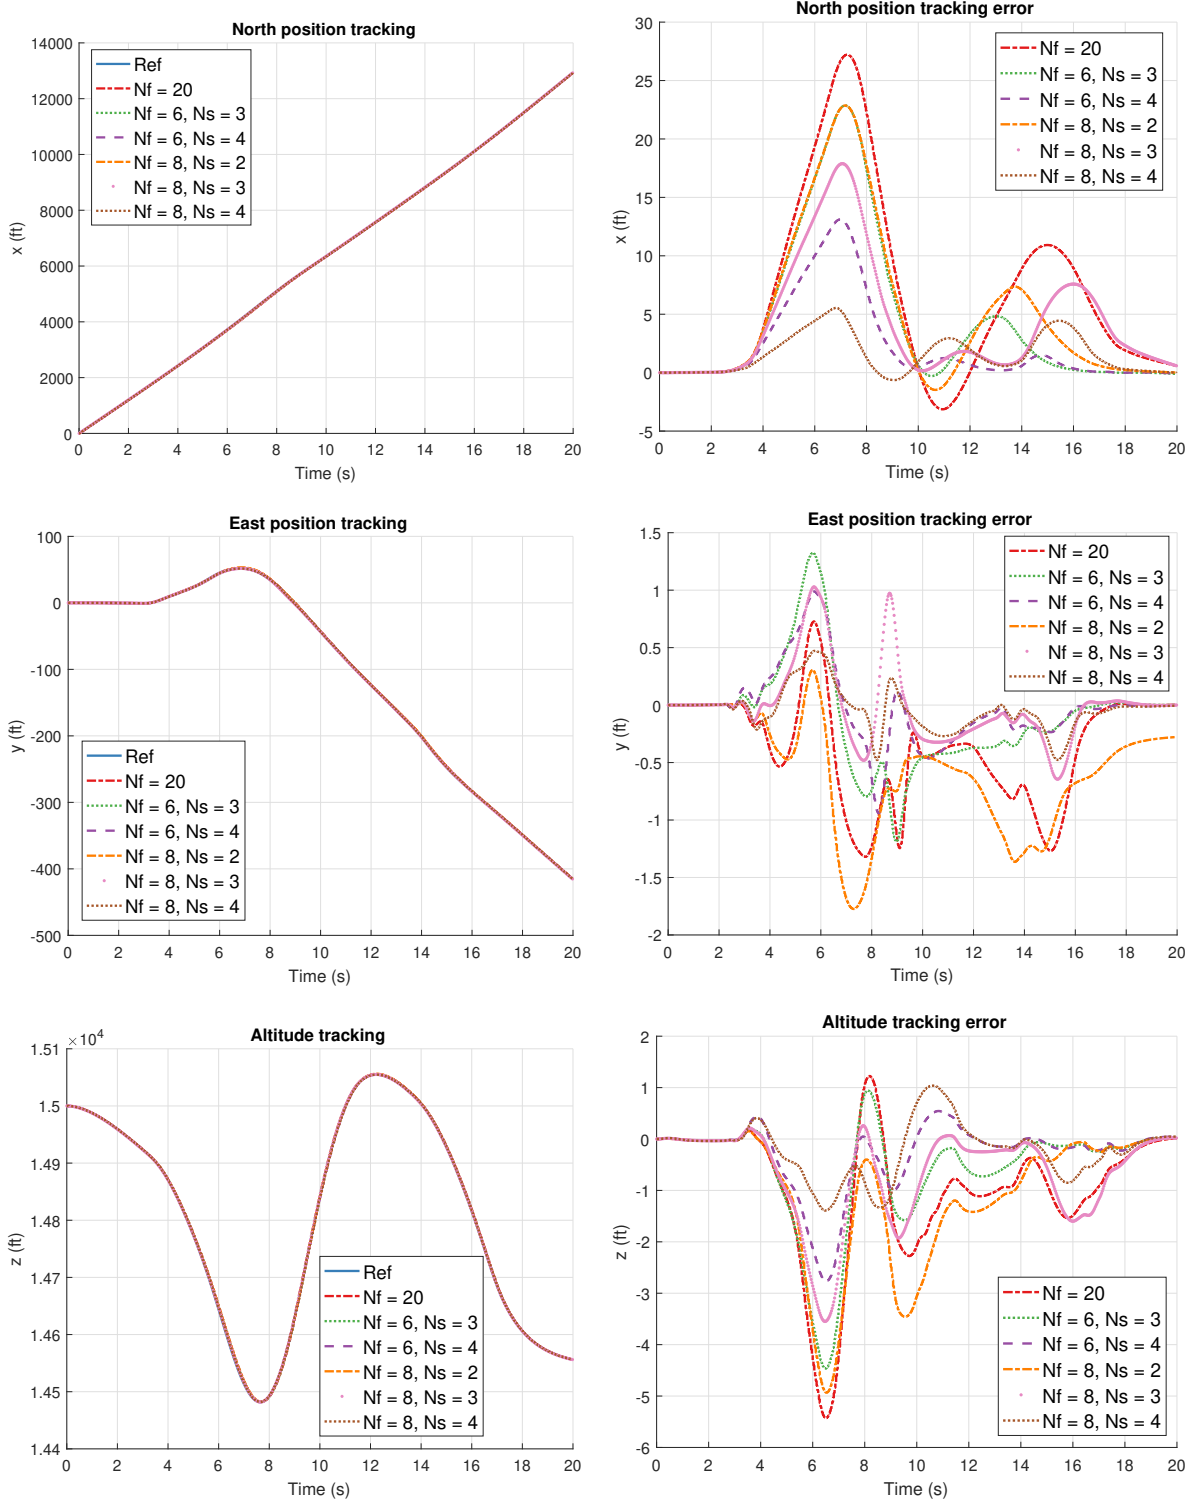 North position tracking
14000
12000
10000
8000
6000
4000
2000
0
x (ft)
Ref
Nf = 20
Nf = 6, Ns = 3
Nf = 6, Ns = 4
Nf = 8, Ns = 2
Nf = 8, Ns = 3
Nf = 8, Ns = 4
0 2 4 6 8 10 12 14 16 18 20
Time (s)
North position tracking error
30
25
20
15
10
5
0
-5
x (ft)
Nf = 20
Nf = 6, Ns = 3
Nf = 6, Ns = 4
Nf = 8, Ns = 2
Nf = 8, Ns = 3
Nf = 8, Ns = 4
0 2 4 6 8 10 12 14 16 18 20
Time (s)
East position tracking
100
0
-100
-200
-300
-400
-500
y (ft)
Ref
Nf = 20
Nf = 6, Ns = 3
Nf = 6, Ns = 4
Nf = 8, Ns = 2
Nf = 8, Ns = 3
Nf = 8, Ns = 4
0 2 4 6 8 10 12 14 16 18 20
Time (s)
East position tracking error
1.5
1
0.5
0
-0.5
-1
-1.5
-2
y (ft)
Nf = 20
Nf = 6, Ns = 3
Nf = 6, Ns = 4
Nf = 8, Ns = 2
Nf = 8, Ns = 3
Nf = 8, Ns = 4
0 2 4 6 8 10 12 14 16 18 20
Time (s)
Altitude tracking
×10⁴
1.51
1.5
1.49
1.48
1.47
1.46
1.45
1.44
z (ft)
Ref
Nf = 20
Nf = 6, Ns = 3
Nf = 6, Ns = 4
Nf = 8, Ns = 2
Nf = 8, Ns = 3
Nf = 8, Ns = 4
0 2 4 6 8 10 12 14 16 18 20
Time (s)
Altitude tracking error
2
1
0
-1
-2
-3
-4
-5
-6
z (ft)
Nf = 20
Nf = 6, Ns = 3
Nf = 6, Ns = 4
Nf = 8, Ns = 2
Nf = 8, Ns = 3
Nf = 8, Ns = 4
0 2 4 6 8 10 12 14 16 18 20
Time (s)